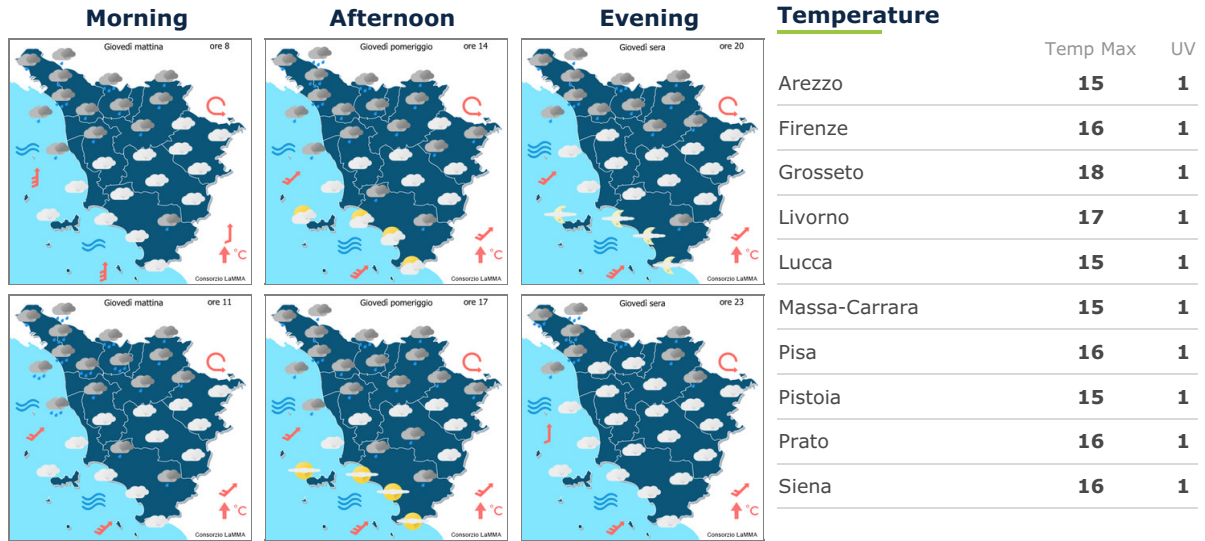 Morning
Afternoon
Evening
Giovedì mattina ore 8
°C
Consorzio LaMMA
Giovedì pomeriggio ore 14
°C
Consorzio LaMMA
Giovedì sera ore 20
°C
Consorzio LaMMA
Giovedì mattina ore 11
°C
Consorzio LaMMA
Giovedì pomeriggio ore 17
°C
Consorzio LaMMA
Giovedì sera ore 23
°C
Consorzio LaMMA
Temperature
Temp Max UV
Arezzo 15 1
Firenze 16 1
Grosseto 18 1
Livorno 17 1
Lucca 15 1
Massa-Carrara 15 1
Pisa 16 1
Pistoia 15 1
Prato 16 1
Siena 16 1